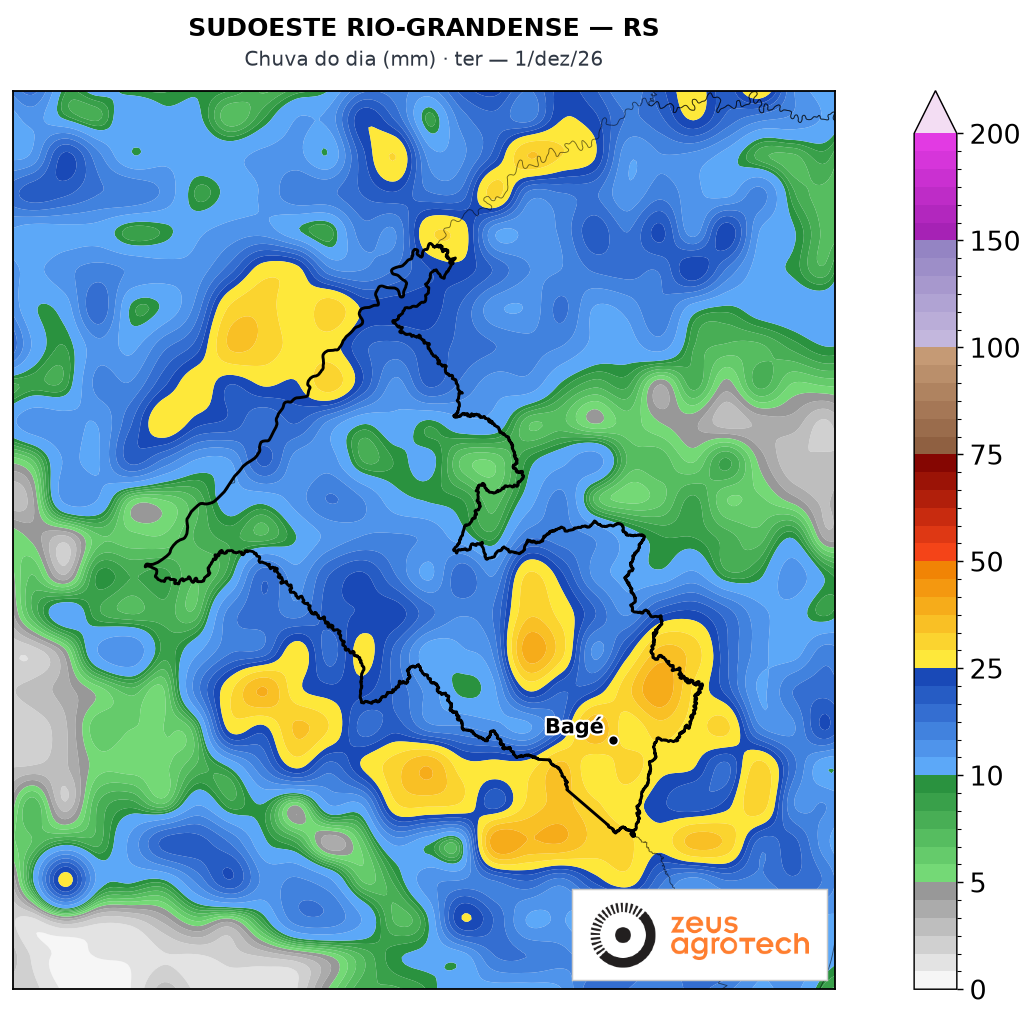 SUDOESTE RIO-GRANDENSE — RS
Chuva do dia (mm) · ter — 1/dez/26
200
150
100
75
50
25
10
5
0
Bagé
zeus
agrotech